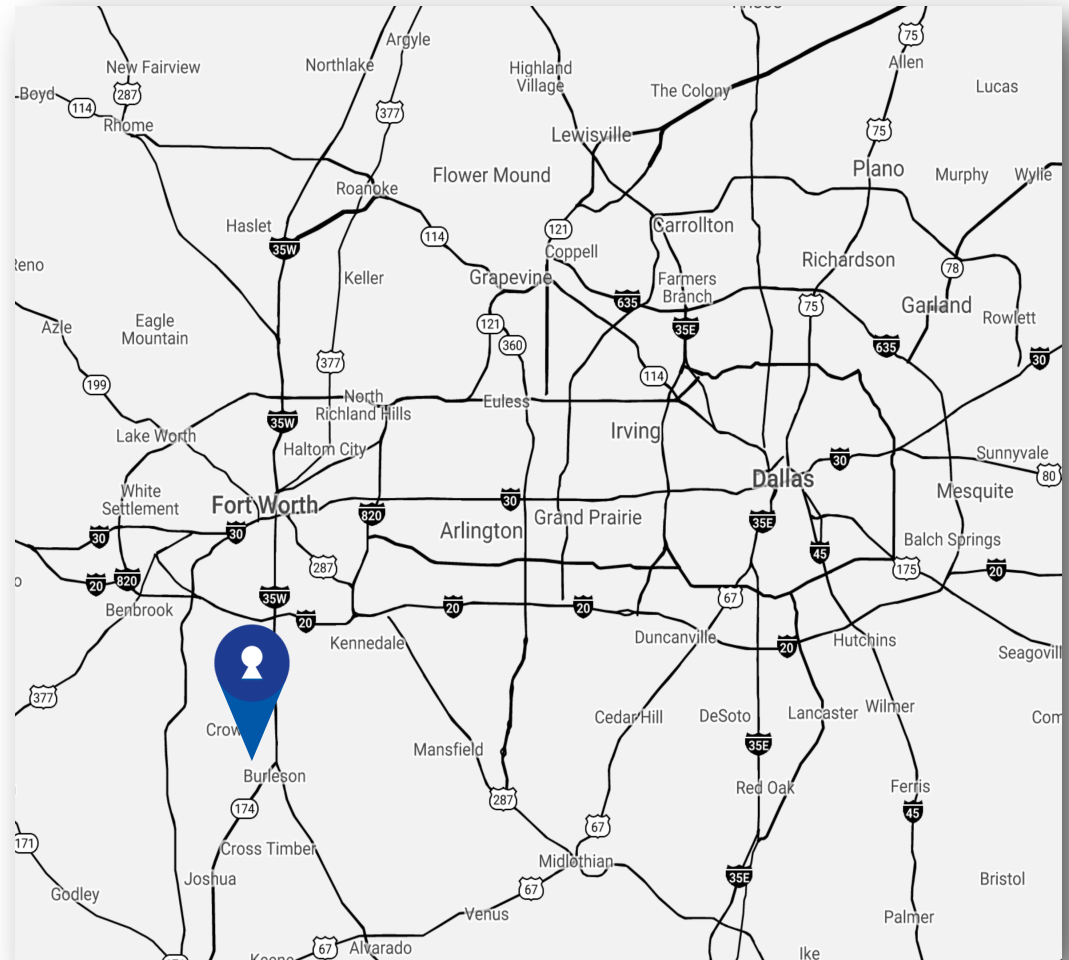 Argyle
75
New Fairview
Northlake
Highland
Village
Allen
Boyd
287
The Colony
Lucas
114
377
Rhome
75
Lewisville
Plano
Flower Mound
Murphy
Wylie
Roanoke
Haslet
121
Carrollton
114
35W
Coppell
Richardson
78
Keller
Grapevine
Farmers
Branch
635
75
Garland
Rowlett
Azle
Eagle
Mountain
121
35E
360
635
30
377
114
199
North
Richland Hills
Euless
35W
Lake Worth
Irving
Haltom City
30
Sunnyvale
80
Dallas
White
Settlement
Fort Worth
30
Mesquite
820
Grand Prairie
35E
Arlington
30
30
45
Balch Springs
287
175
20
820
20
35W
67
Benbrook
20
20
20
Kennedale
Duncanville
20
Hutchins
377
Cedar Hill
DeSoto
Lancaster
Wilmer
Crow
Mansfield
35E
Burleson
Red Oak
Ferris
174
287
45
67
171
Cross Timber
Midlothian
Joshua
35E
Godley
67
Bristol
Venus
Palmer
67
Alvarado
Ike